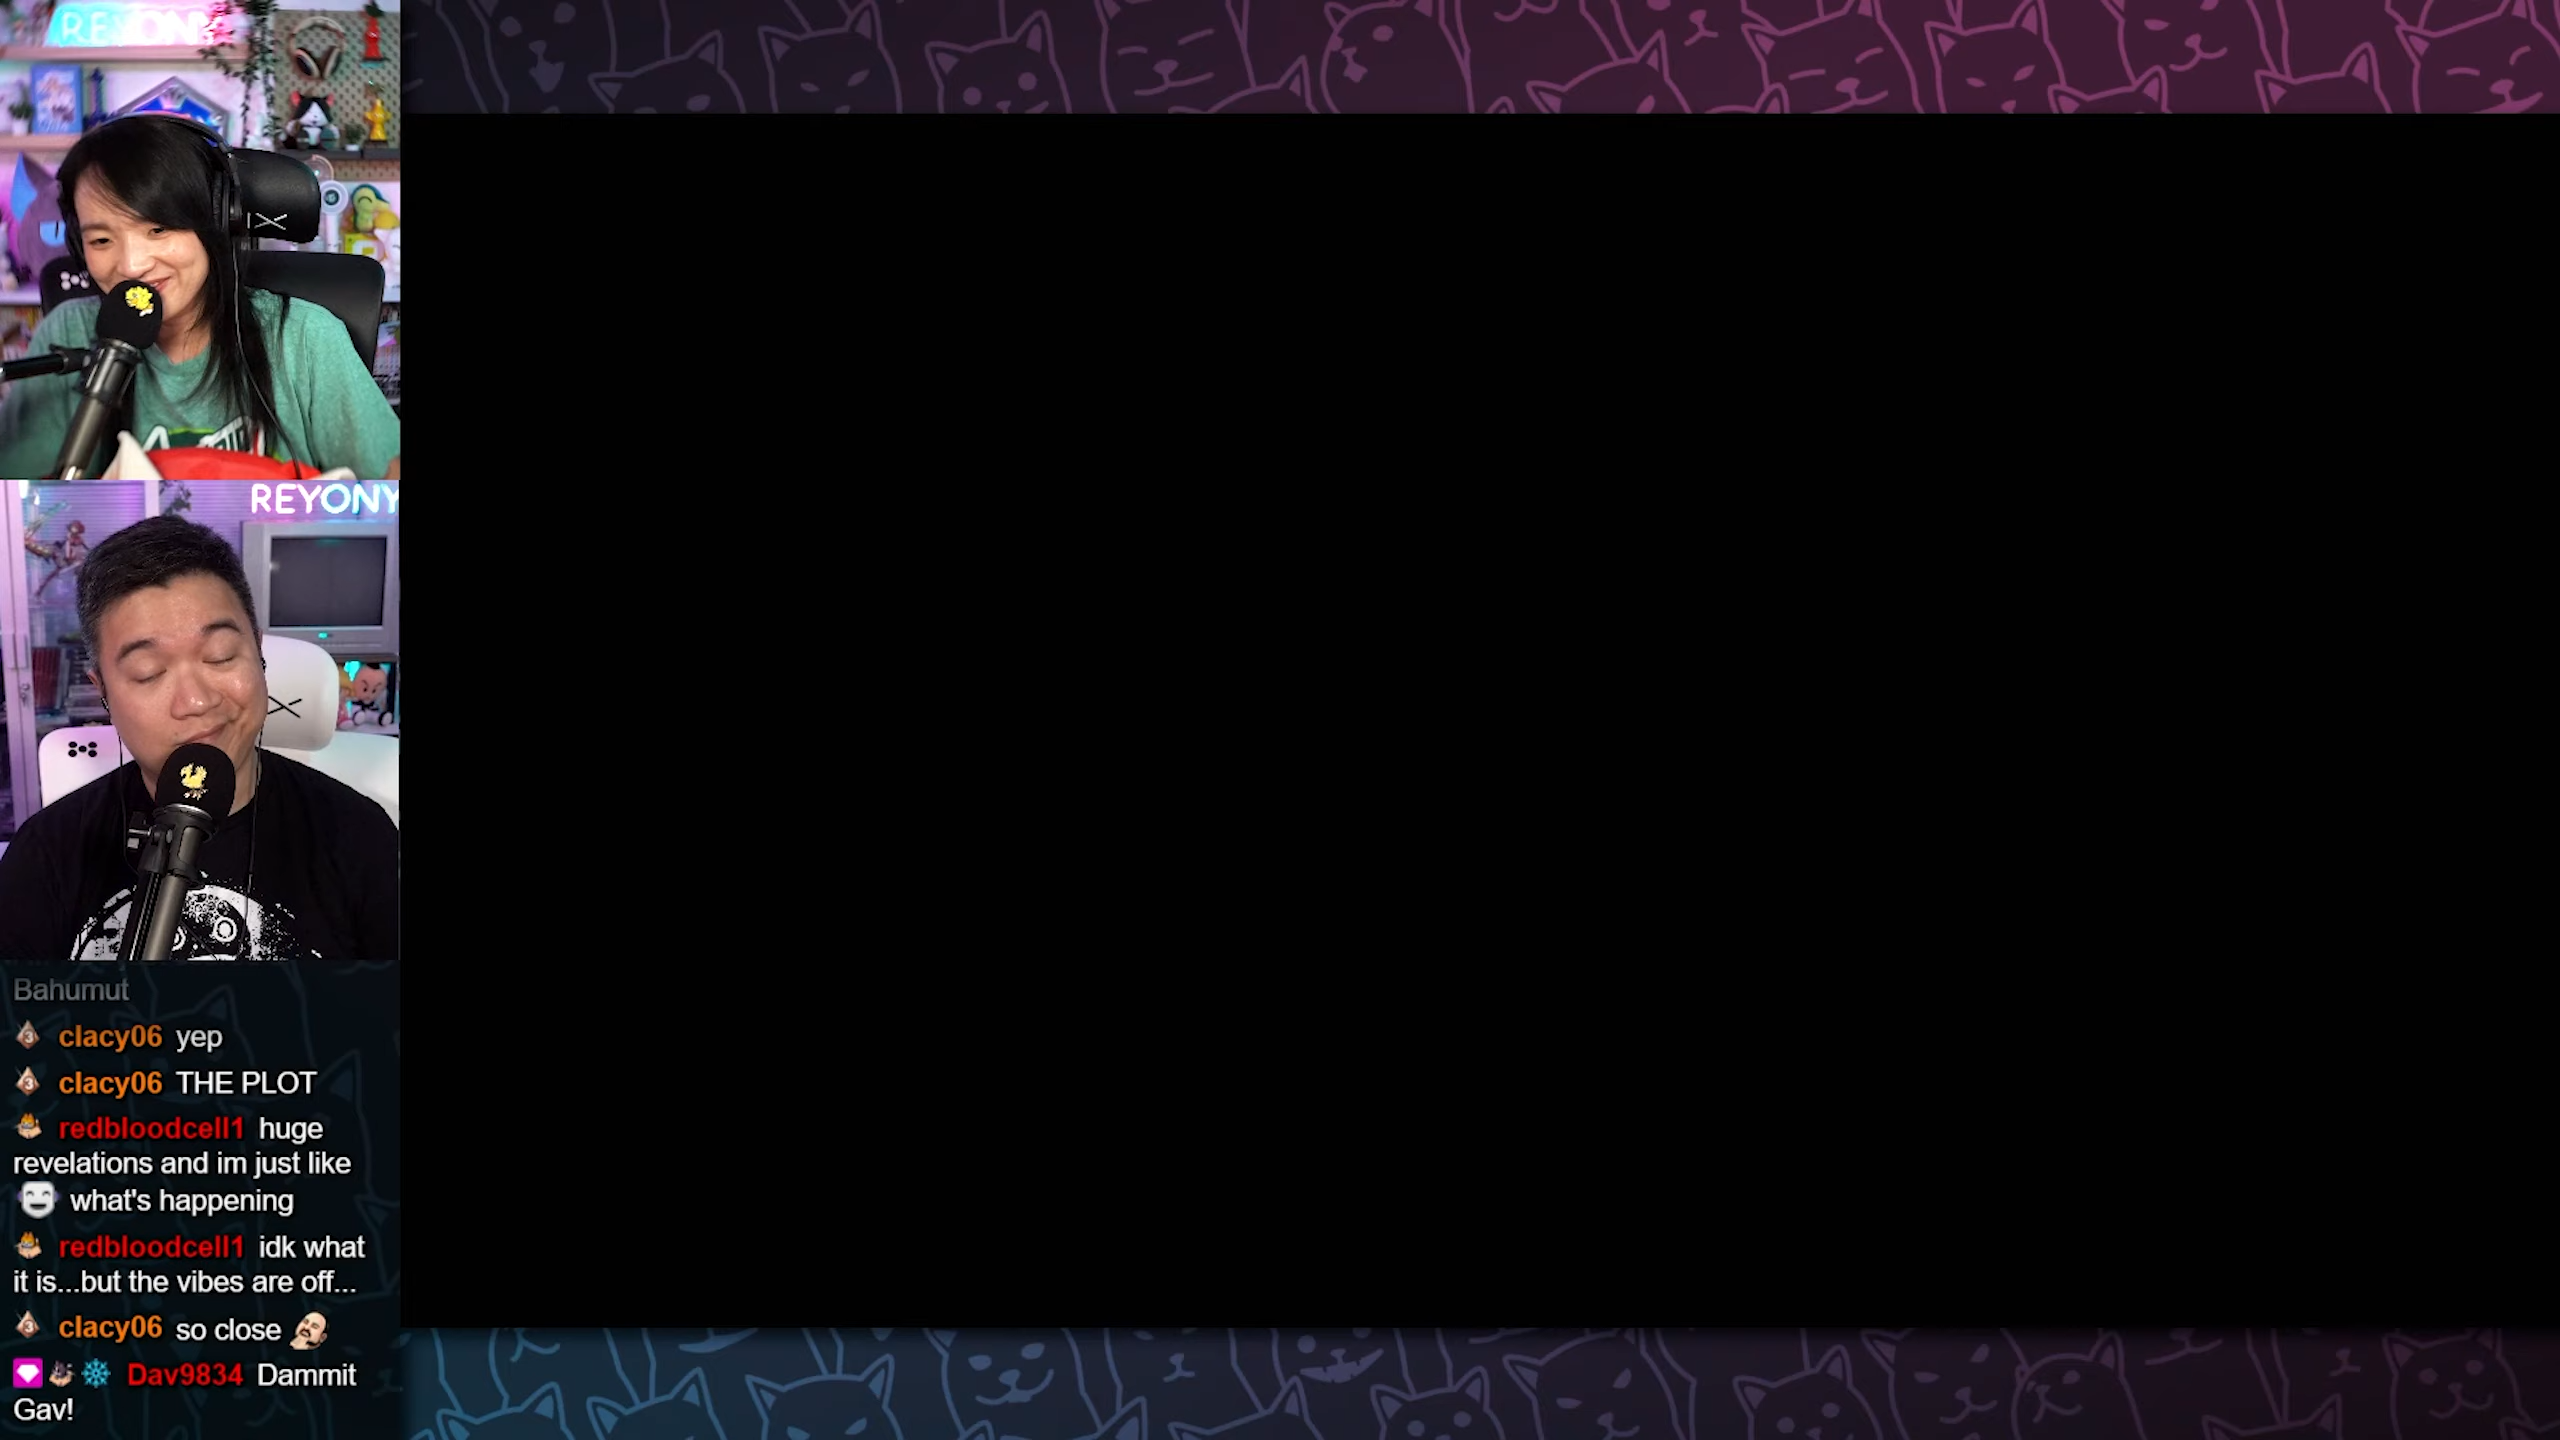 REYONY
REYONY
Bahumut
clacy06 yep
clacy06 THE PLOT
redbloodcell1 huge
revelations and im just like
what's happening
redbloodcell1 idk what
it is...but the vibes are off...
clacy06 so close
Dav9834 Dammit
Gav!